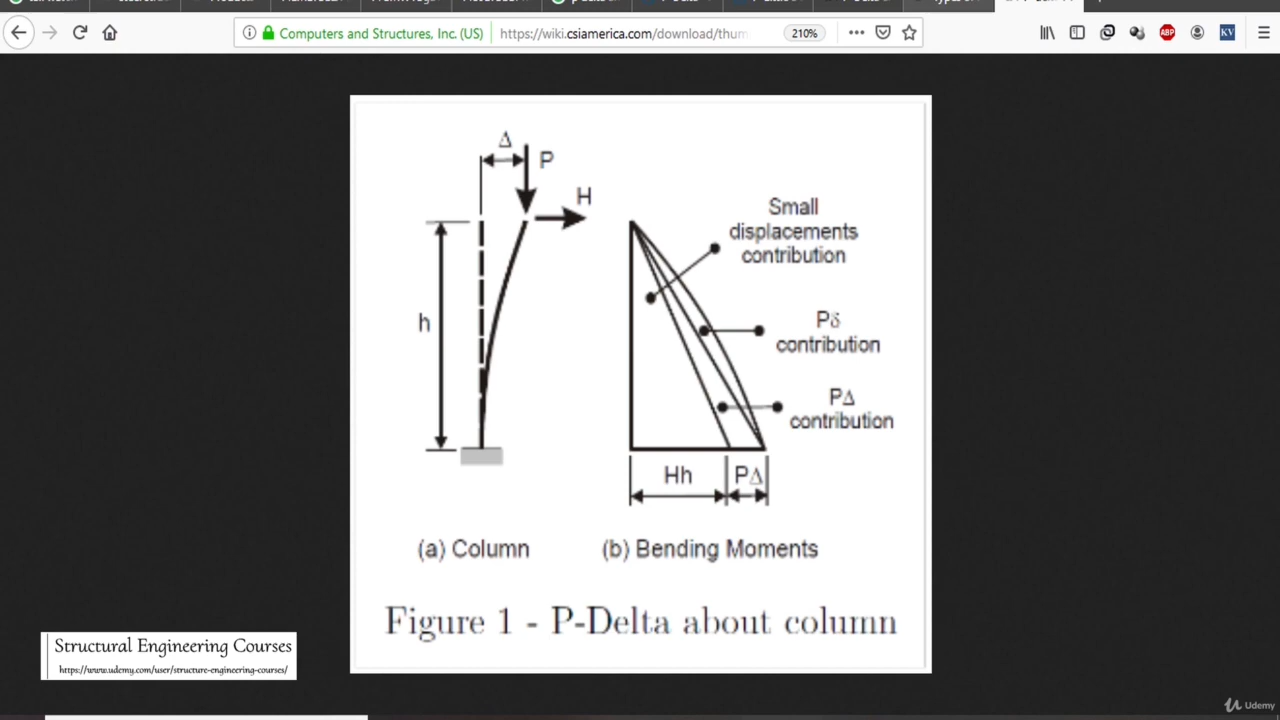 Computers and Structures, Inc. (US)
https://wiki.csiamerica.com/download/thum
210%
ABP
KV
Δ
P
H
h
Small
displacements
contribution
Pδ
contribution
PΔ
contribution
Hh
PΔ
(a) Column
(b) Bending Moments
Figure 1 - P-Delta about column
Structural Engineering Courses
https://www.udemy.com/user/structure-engineering-courses/
Udemy